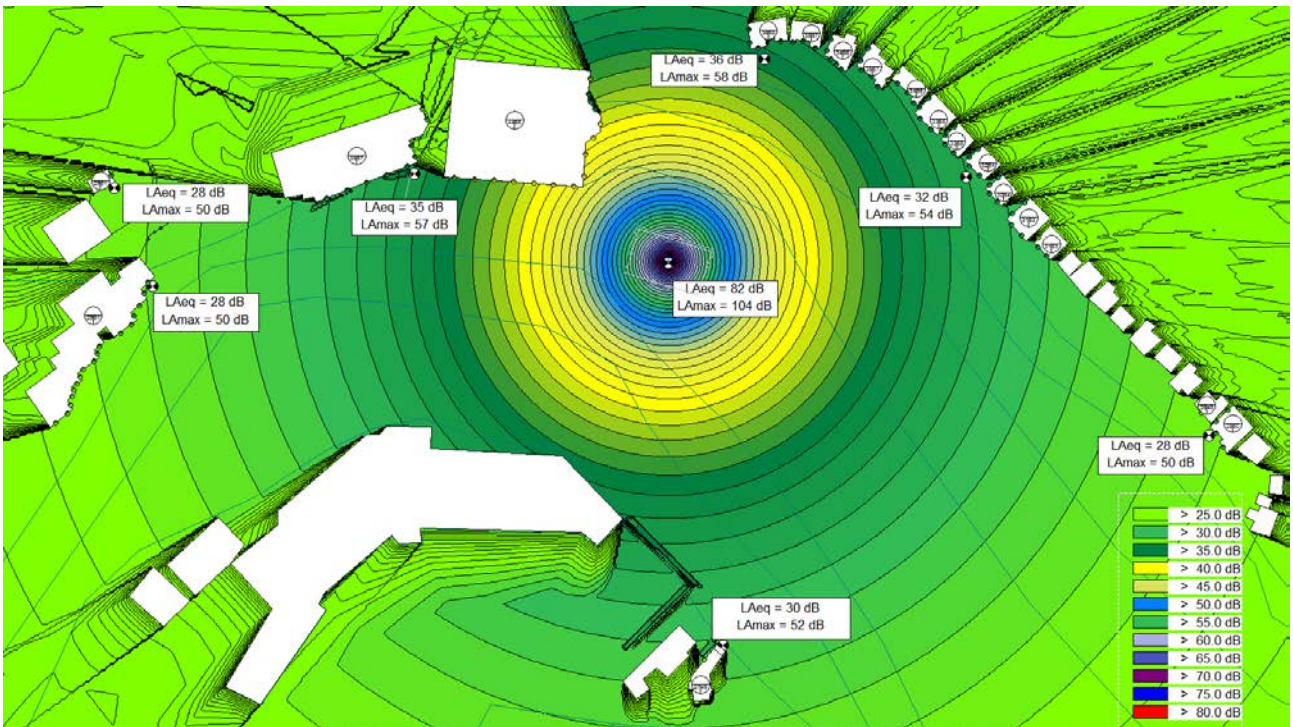 LAeq = 36 dB
LAmax = 58 dB
LAeq = 28 dB
LAmax = 50 dB
LAeq = 35 dB
LAmax = 57 dB
LAeq = 32 dB
LAmax = 54 dB
LAeq = 28 dB
LAmax = 50 dB
LAeq = 82 dB
LAmax = 104 dB
LAeq = 28 dB
LAmax = 50 dB
LAeq = 30 dB
LAmax = 52 dB
> 25.0 dB
> 30.0 dB
> 35.0 dB
> 40.0 dB
> 45.0 dB
> 50.0 dB
> 55.0 dB
> 60.0 dB
> 65.0 dB
> 70.0 dB
> 75.0 dB
> 80.0 dB